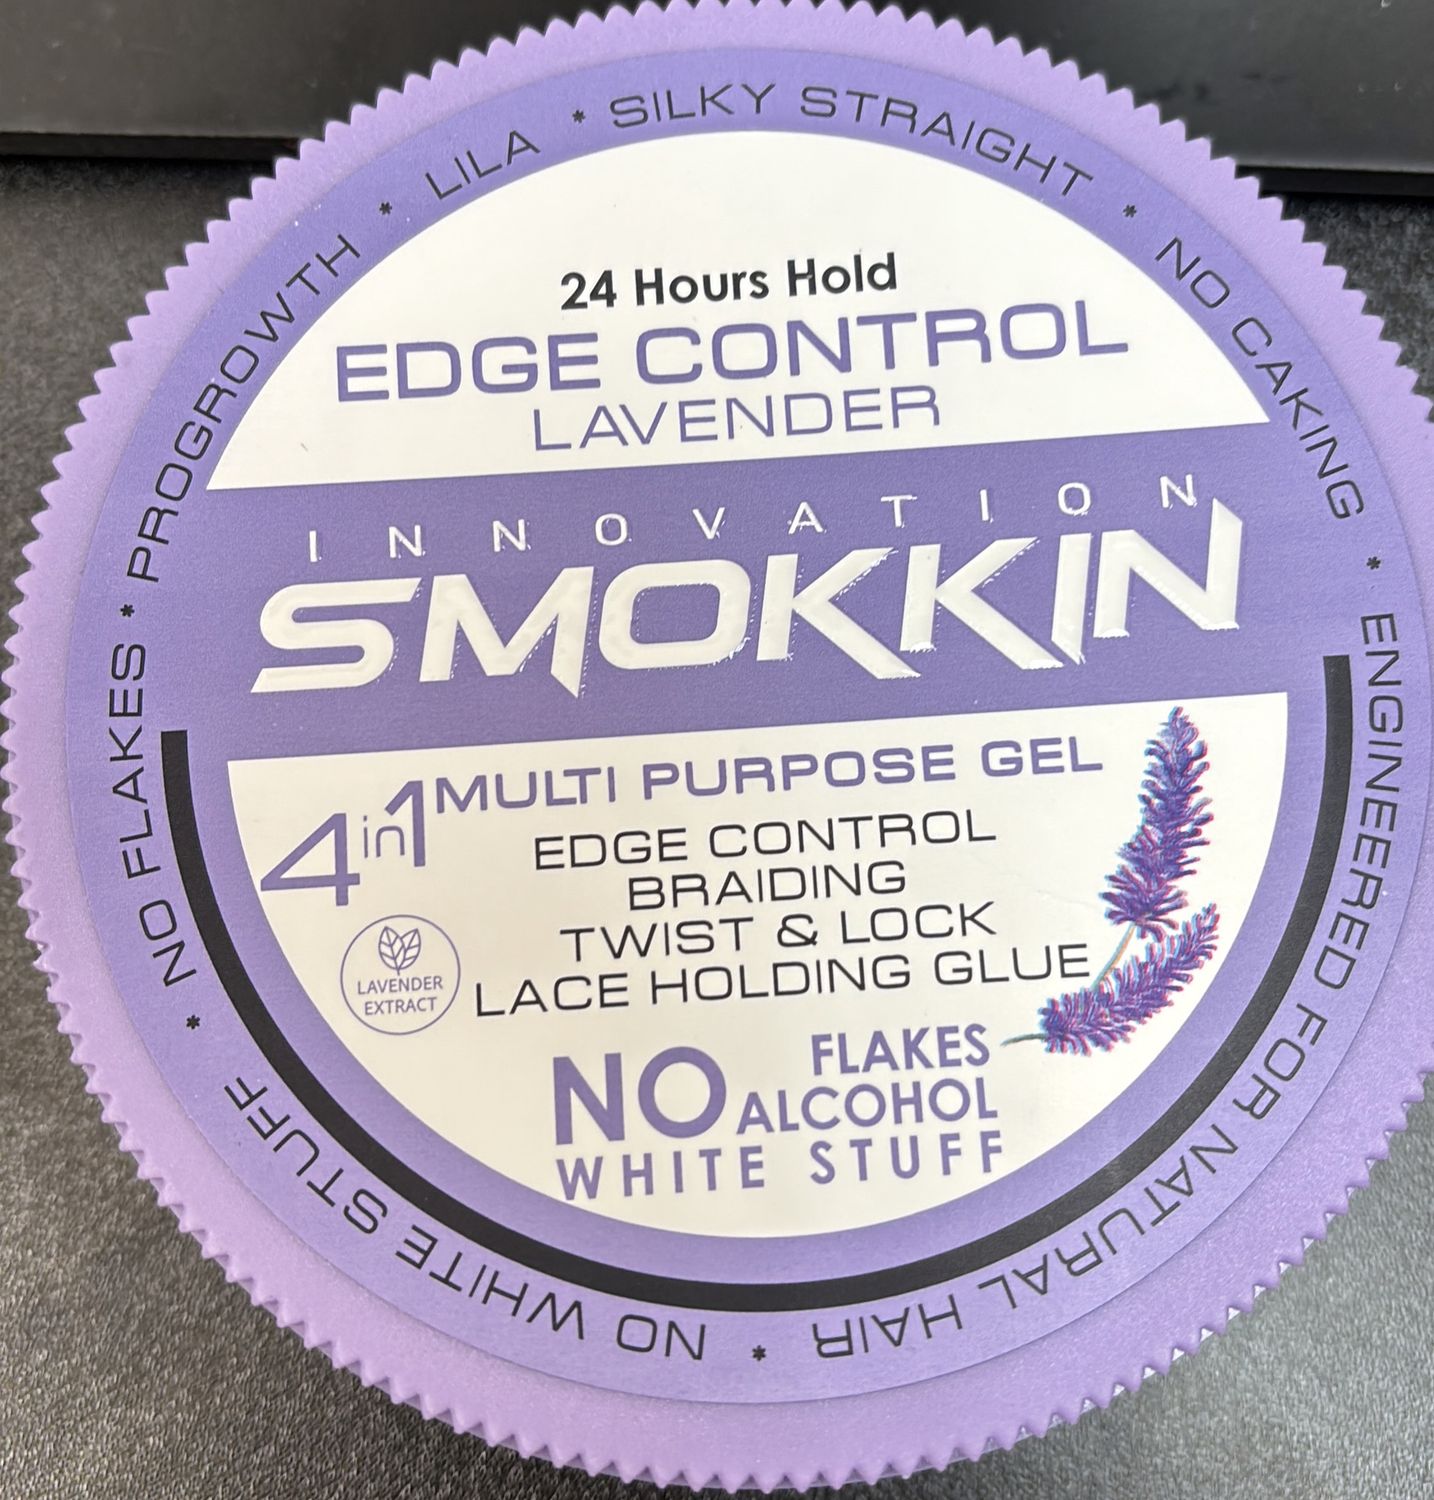 24 Hours Hold
EDGE CONTROL
LAVENDER
INNOVATION
SMOKKIN
4in1 MULTI PURPOSE GEL
EDGE CONTROL
BRAIDING
TWIST & LOCK
LACE HOLDING GLUE
LAVENDER
EXTRACT
NO FLAKES
ALCOHOL
WHITE STUFF
* LILA * SILKY STRAIGHT * NO CAKING * ENGINEERED FOR NATURAL HAIR * NO WHITE STUFF * NO FLAKES * PROGROWTH